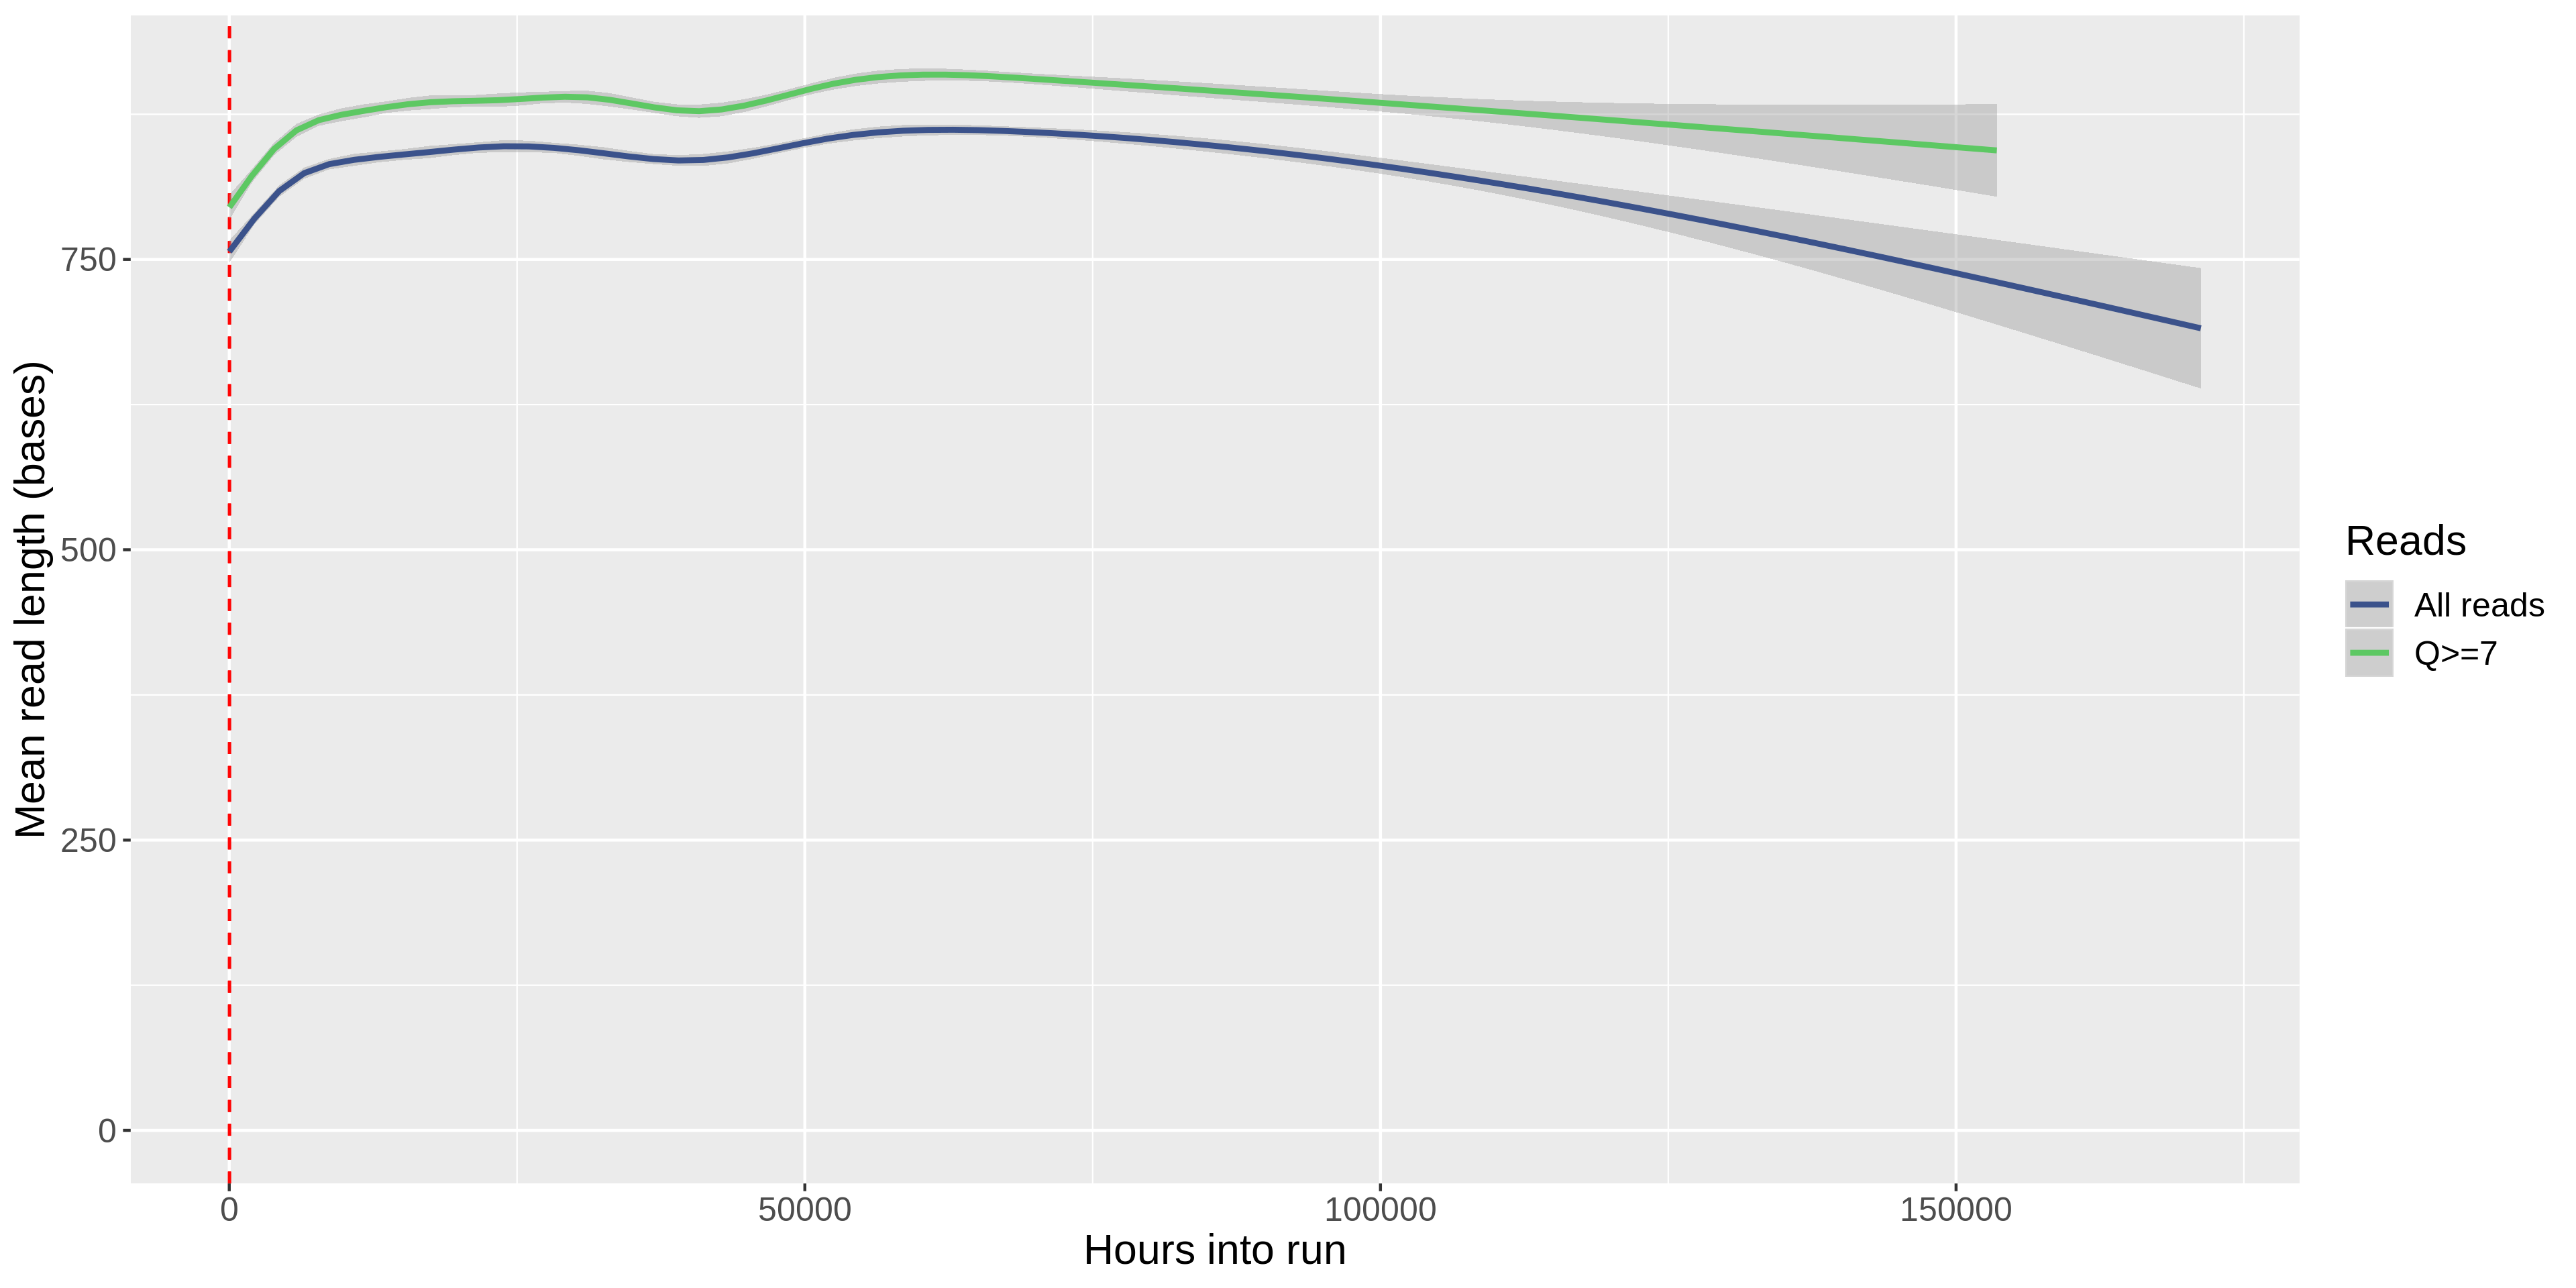 Mean read length (bases)
750
500
250
0
0
50000
100000
150000
Hours into run
Reads
All reads
Q>=7